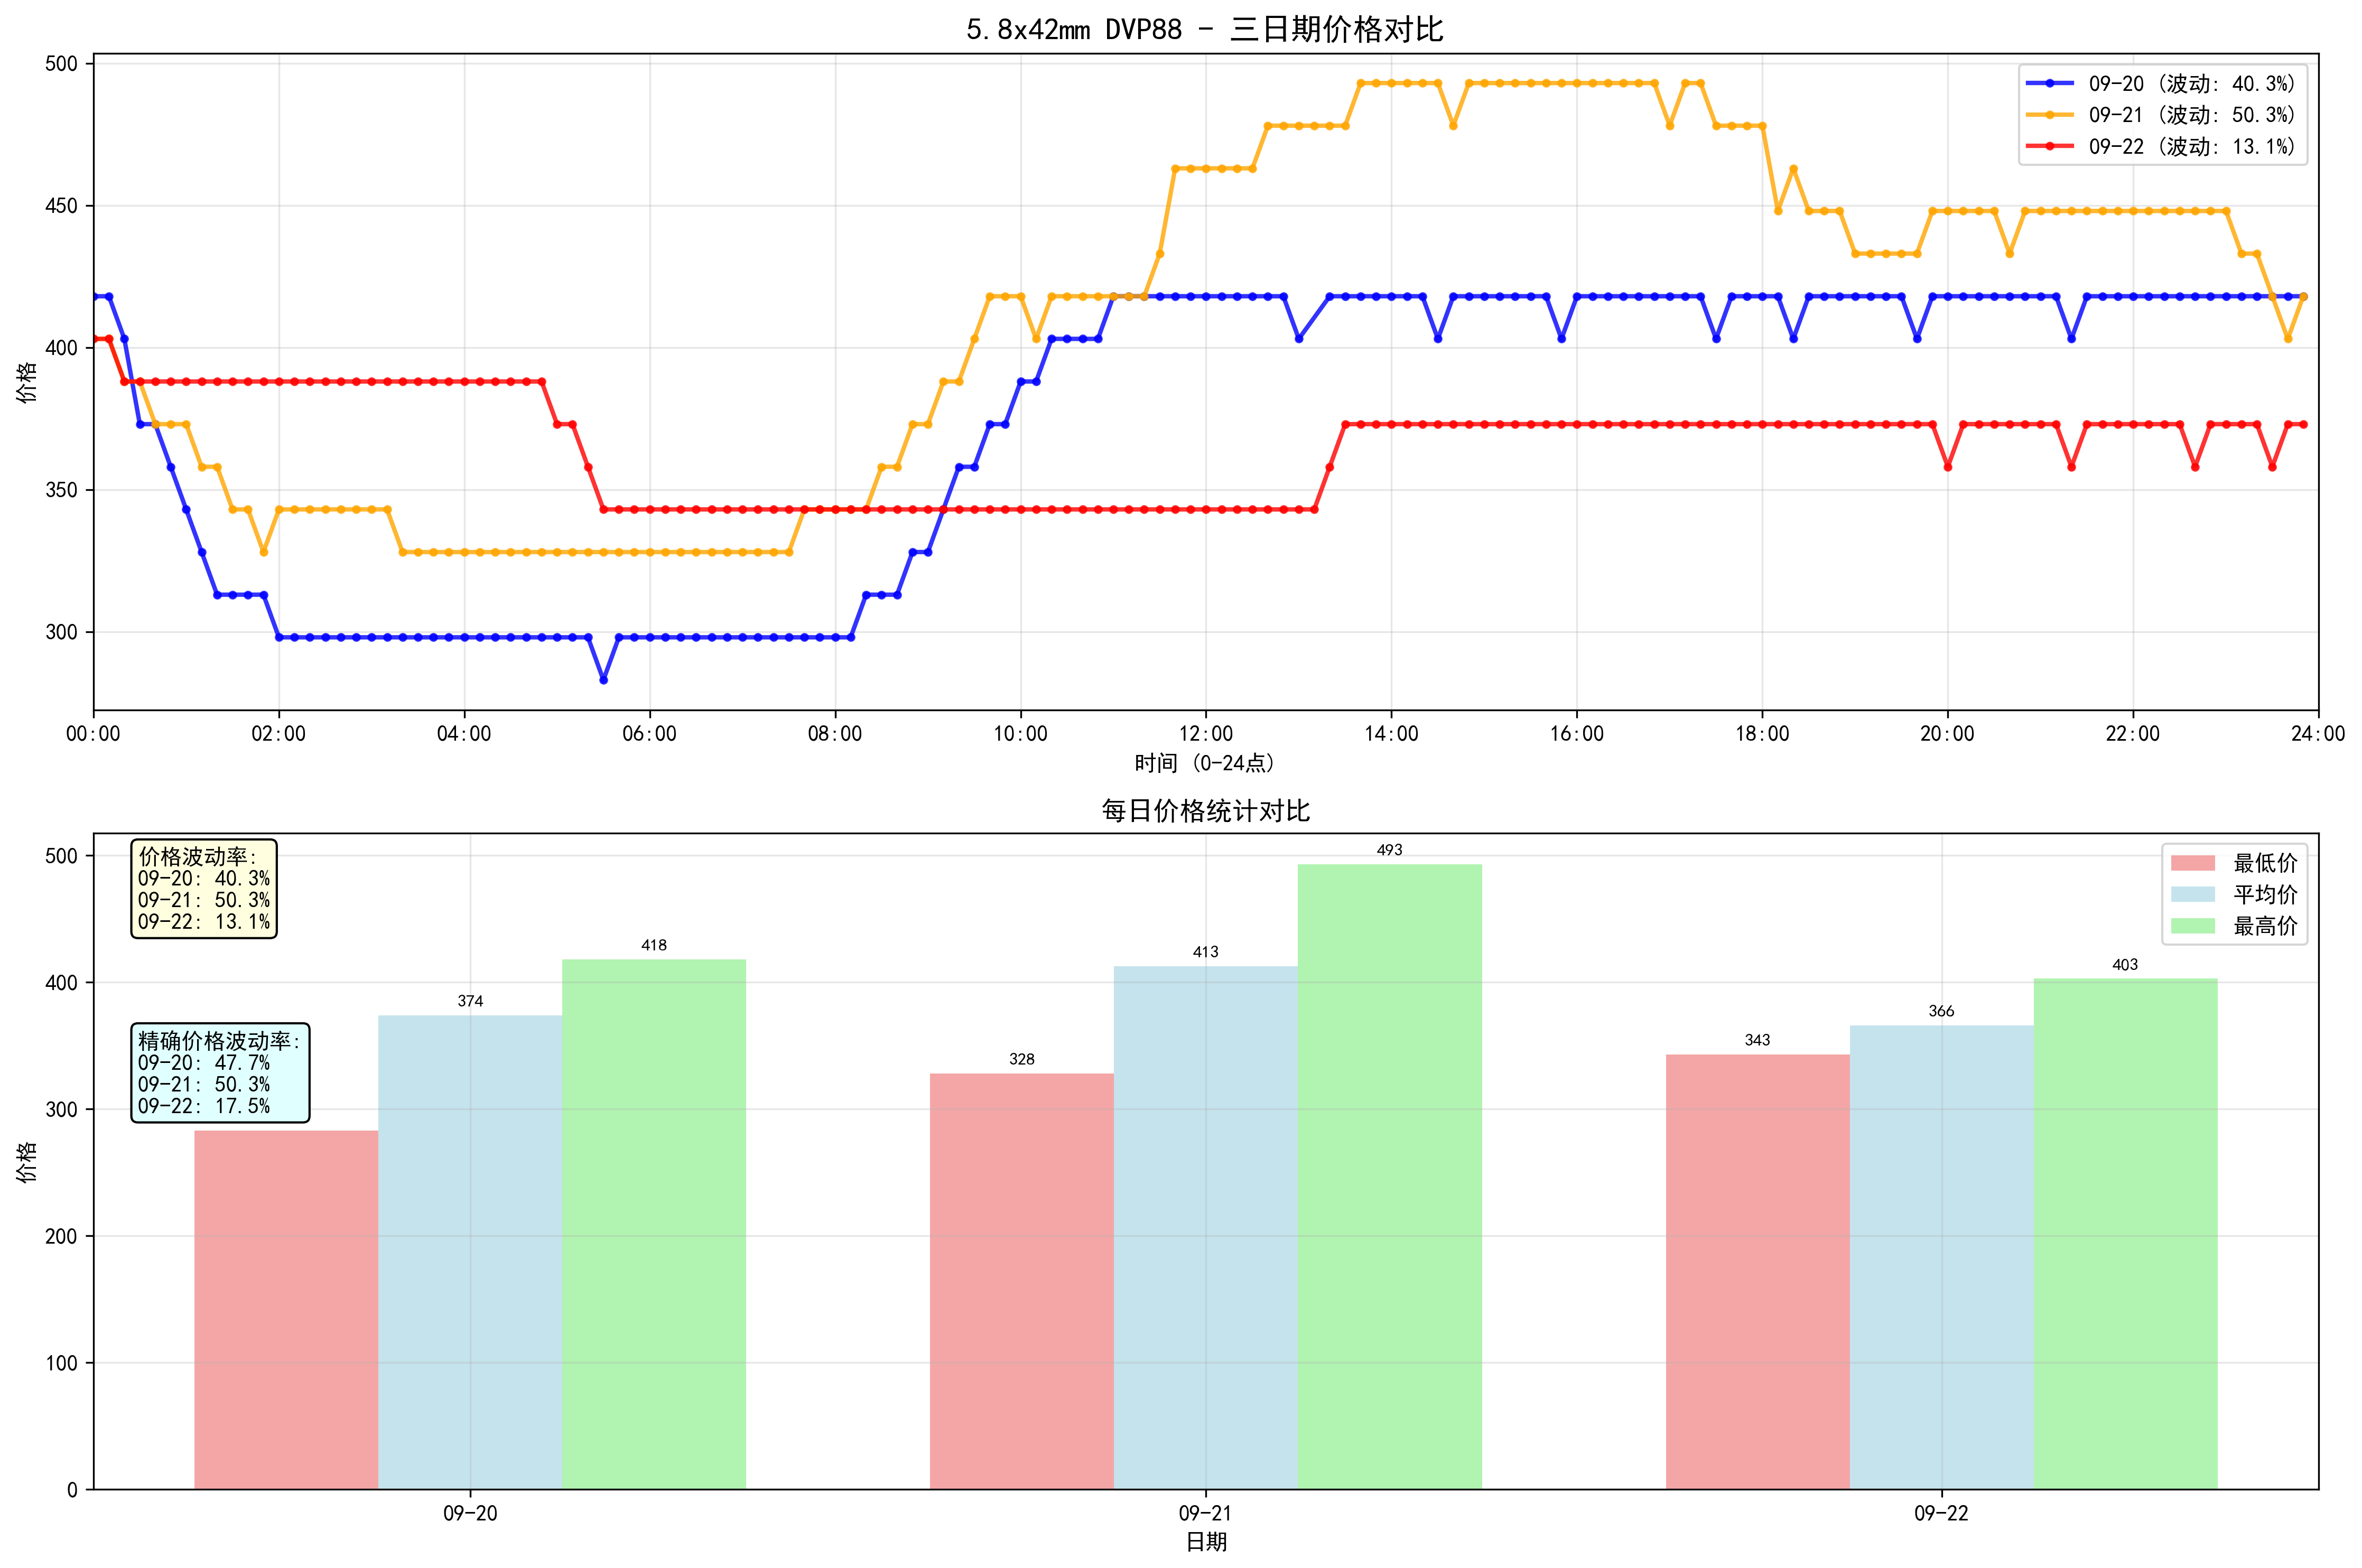 5.8x42mm DVP88 - 三日期价格对比
500
450
400
350
300
价格
09-20 (波动: 40.3%)
09-21 (波动: 50.3%)
09-22 (波动: 13.1%)
00:00 02:00 04:00 06:00 08:00 10:00 12:00 14:00 16:00 18:00 20:00 22:00 24:00
时间 (0-24点)
每日价格统计对比
500
400
300
200
100
0
价格
价格波动率:
09-20: 40.3%
09-21: 50.3%
09-22: 13.1%
精确价格波动率:
09-20: 47.7%
09-21: 50.3%
09-22: 17.5%
374
418
328
413
493
343
366
403
最低价
平均价
最高价
09-20 09-21 09-22
日期